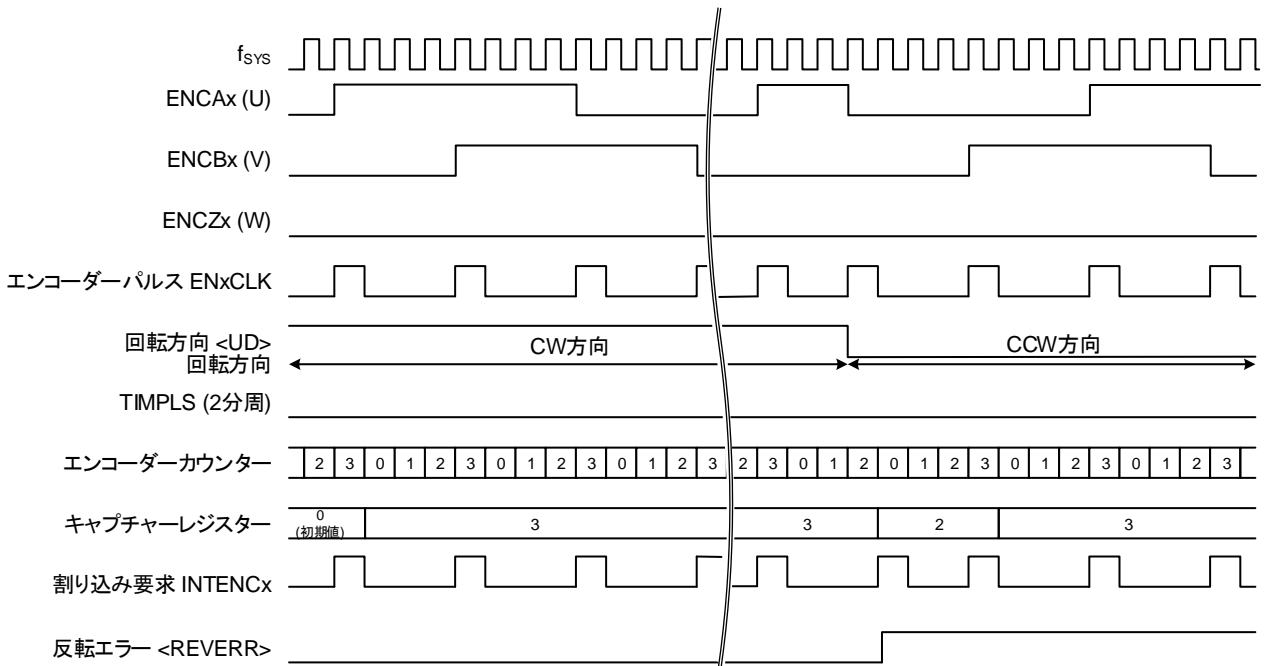 fSYS
ENCAx (U)
ENCBx (V)
ENCZx (W)
エンコーダーパルス ENxCLK
回転方向 <UD>
回転方向
CW方向
CCW方向
TIMPLS (2分周)
エンコーダーカウンター
2 3 0 1 2 3 0 1 2 3 0 1 2 3 2 3 0 1 2 0 1 2 3 0 1 2 3 0 1 2 3
キャプチャーレジスター
0
(初期値)
3 3 2 3
割り込み要求 INTENCx
反転エラー <REVERR>